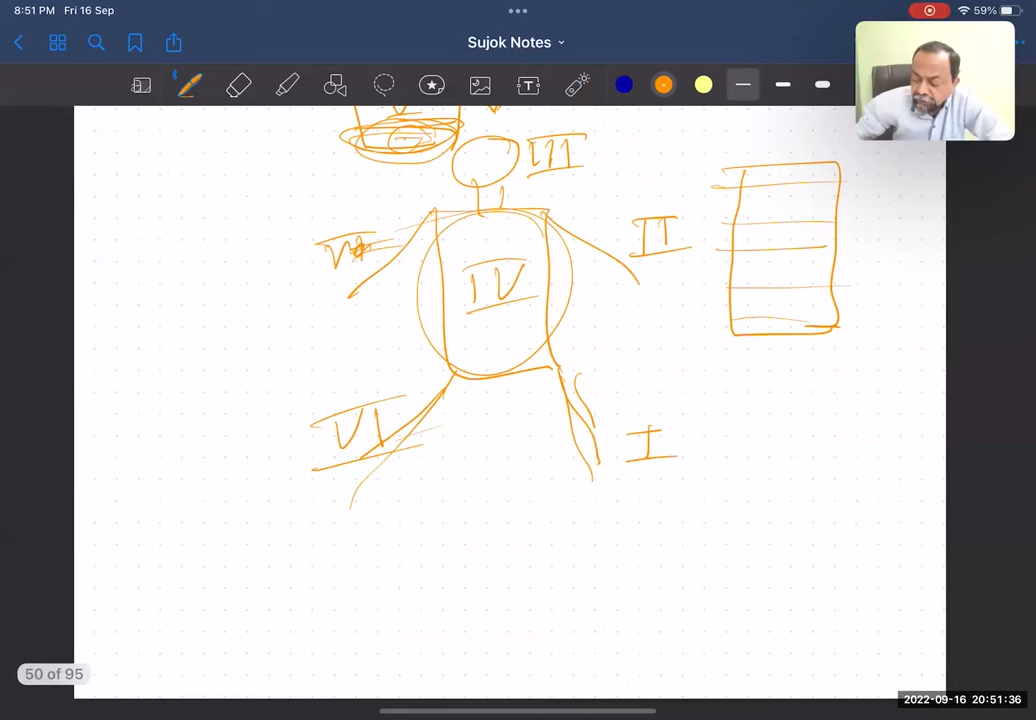 8:51 PM Fri 16 Sep
59%
Sujok Notes
T
III
II
IV
VI
I
50 of 95
2022-09-16 20:51:36